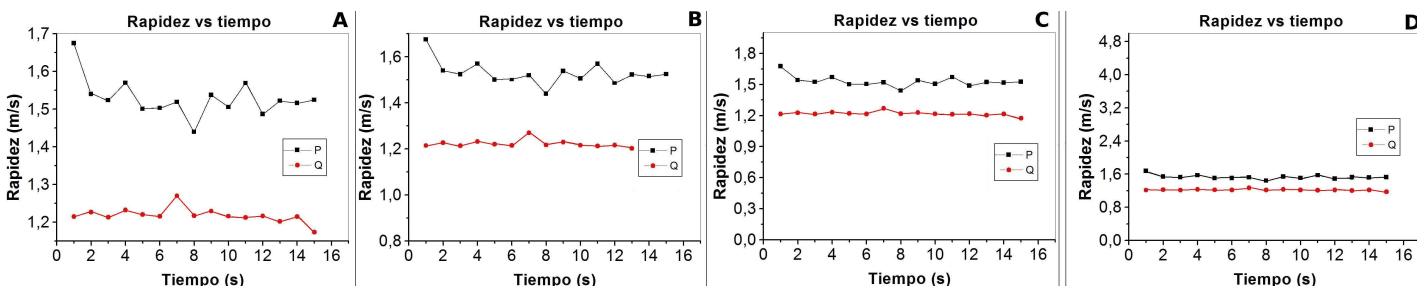 Rapidez vs tiempo A
Rapidez (m/s)
1,7
1,6
1,5
1,4
1,3
1,2
P
Q
0 2 4 6 8 10 12 14 16
Tiempo (s)
Rapidez vs tiempo B
Rapidez (m/s)
1,6
1,4
1,2
1,0
0,8
P
Q
0 2 4 6 8 10 12 14 16
Tiempo (s)
Rapidez vs tiempo C
Rapidez (m/s)
1,8
1,5
1,2
0,9
0,6
0,3
0,0
P
Q
0 2 4 6 8 10 12 14 16
Tiempo (s)
Rapidez vs tiempo D
Rapidez (m/s)
4,8
4,0
3,2
2,4
1,6
0,8
0,0
P
Q
0 2 4 6 8 10 12 14 16
Tiempo (s)